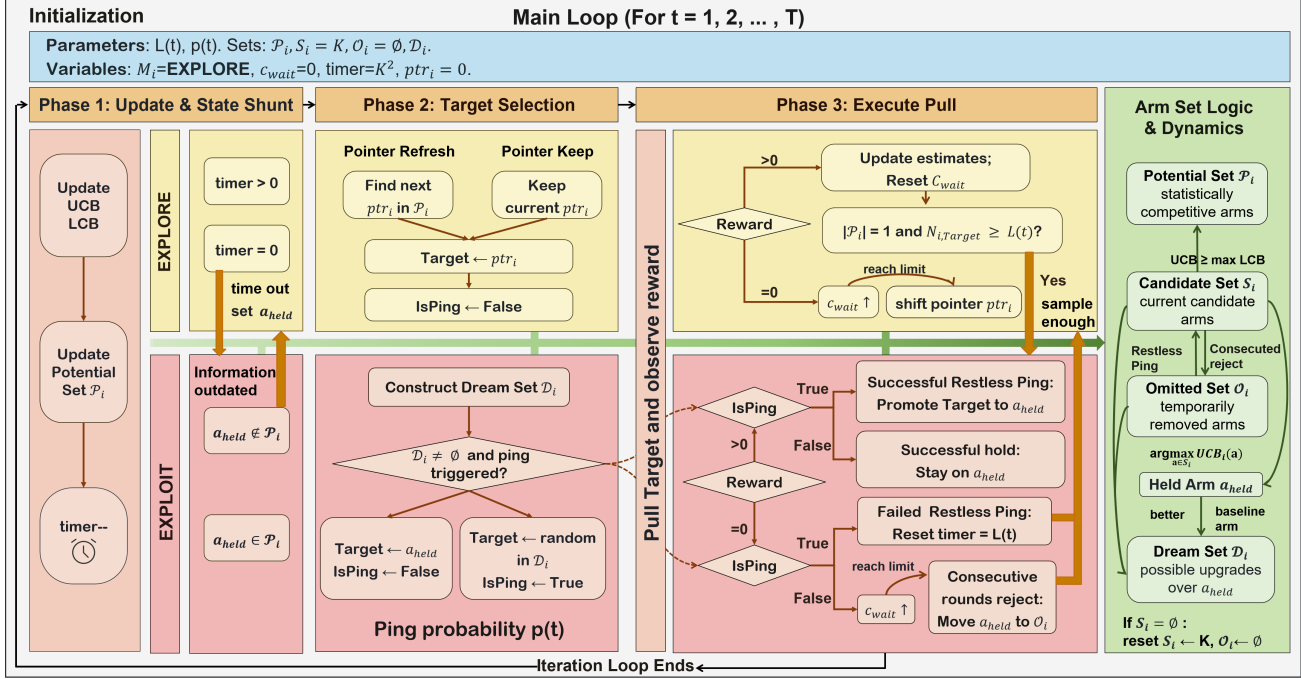 Initialization
Main Loop (For t = 1, 2, ... , T)
Parameters: L(t), p(t). Sets: 𝒫ᵢ, Sᵢ = K, 𝒪ᵢ = ∅, 𝒟ᵢ.
Variables: Mᵢ=EXPLORE, c_wait=0, timer=K², ptrᵢ = 0.
Phase 1: Update & State Shunt
Phase 2: Target Selection
Phase 3: Execute Pull
Update
UCB
LCB
Update
Potential
Set 𝒫ᵢ
timer--
EXPLORE
timer > 0
timer = 0
time out
set a_held
EXPLOIT
Information
outdated
a_held ∉ 𝒫ᵢ
a_held ∈ 𝒫ᵢ
Pointer Refresh
Pointer Keep
Find next
ptrᵢ in 𝒫ᵢ
Keep
current ptrᵢ
Target ← ptrᵢ
IsPing ← False
Construct Dream Set 𝒟ᵢ
𝒟ᵢ ≠ ∅ and ping
triggered?
Target ← a_held
IsPing ← False
Target ← random
in 𝒟ᵢ
IsPing ← True
Ping probability p(t)
Pull Target and observe reward
Reward
>0
=0
Update estimates;
Reset C_wait
|𝒫ᵢ| = 1 and N_{i,Target} ≥ L(t)?
reach limit
c_wait ↑
shift pointer ptrᵢ
Yes
sample
enough
IsPing
True
False
>0
Reward
=0
IsPing
True
False
Successful Restless Ping:
Promote Target to a_held
Successful hold:
Stay on a_held
Failed Restless Ping:
Reset timer = L(t)
reach limit
c_wait ↑
Consecutive
rounds reject:
Move a_held to 𝒪ᵢ
Arm Set Logic
& Dynamics
Potential Set 𝒫ᵢ
statistically
competitive arms
UCB ≥ max LCB
Candidate Set Sᵢ
current candidate
arms
Restless
Ping
Consecuted
reject
Omitted Set 𝒪ᵢ
temporarily
removed arms
argmax UCBᵢ(a)
a∈Sᵢ
Held Arm a_held
better
baseline
arm
Dream Set 𝒟ᵢ
possible upgrades
over a_held
If Sᵢ = ∅ :
reset Sᵢ ← K, 𝒪ᵢ← ∅
Iteration Loop Ends